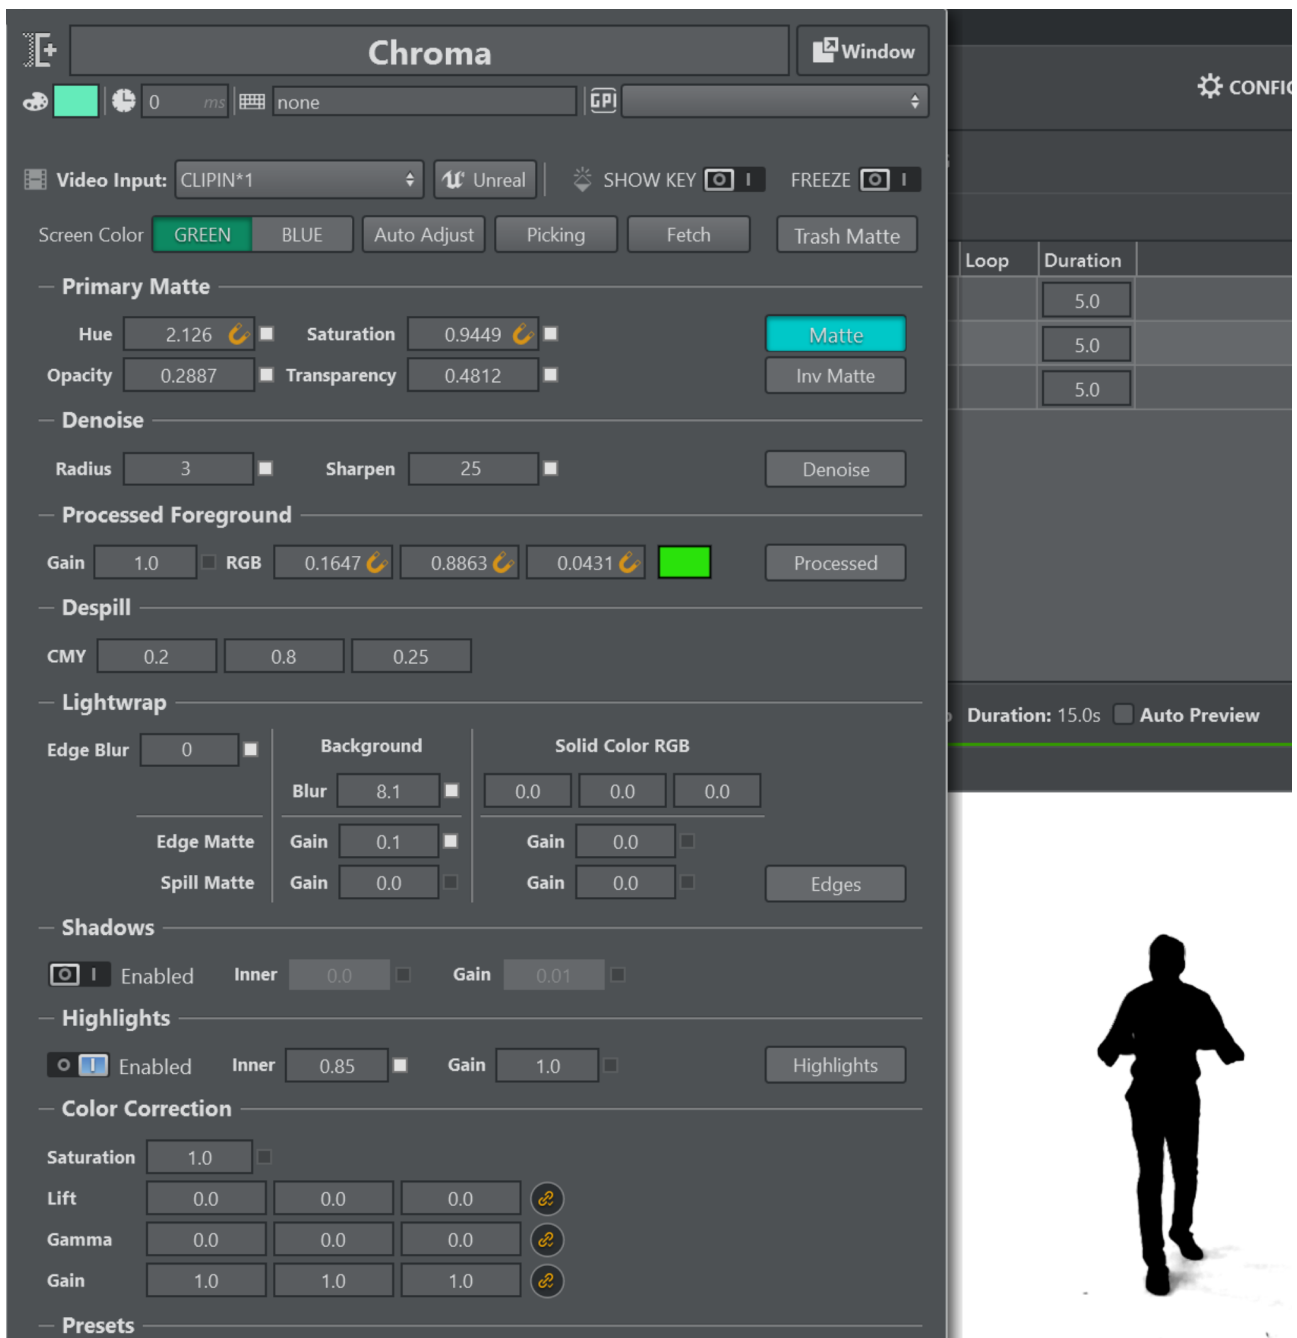 Chroma
Window
CONFIG
0 ms none GPI
Video Input: CLIPIN*1 Unreal SHOW KEY FREEZE
Screen Color GREEN BLUE Auto Adjust Picking Fetch Trash Matte
Loop Duration
5.0
5.0
5.0
Primary Matte
Hue 2.126 Saturation 0.9449 Matte
Opacity 0.2887 Transparency 0.4812 Inv Matte
Denoise
Radius 3 Sharpen 25 Denoise
Processed Foreground
Gain 1.0 RGB 0.1647 0.8863 0.0431 Processed
Despill
CMY 0.2 0.8 0.25
Lightwrap
Duration: 15.0s Auto Preview
Edge Blur 0 Background Solid Color RGB
Blur 8.1 0.0 0.0 0.0
Edge Matte Gain 0.1 Gain 0.0
Spill Matte Gain 0.0 Gain 0.0 Edges
Shadows
Enabled Inner 0.0 Gain 0.01
Highlights
Enabled Inner 0.85 Gain 1.0 Highlights
Color Correction
Saturation 1.0
Lift 0.0 0.0 0.0
Gamma 0.0 0.0 0.0
Gain 1.0 1.0 1.0
Presets